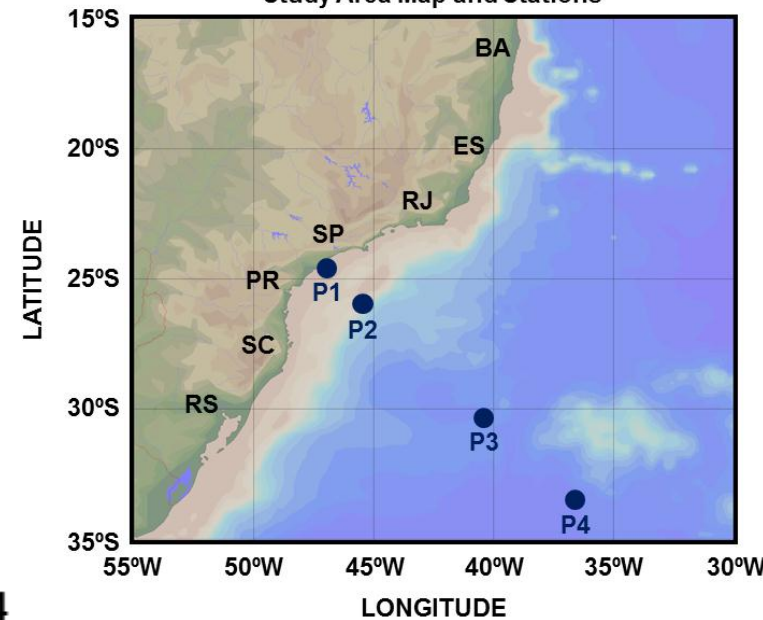 Study Area Map and Stations
15ºS
BA
20ºS
ES
RJ
SP
25ºS
PR
P1
P2
SC
30ºS
RS
P3
P4
35ºS
55ºW 50ºW 45ºW 40ºW 35ºW 30ºW
LATITUDE
LONGITUDE
4